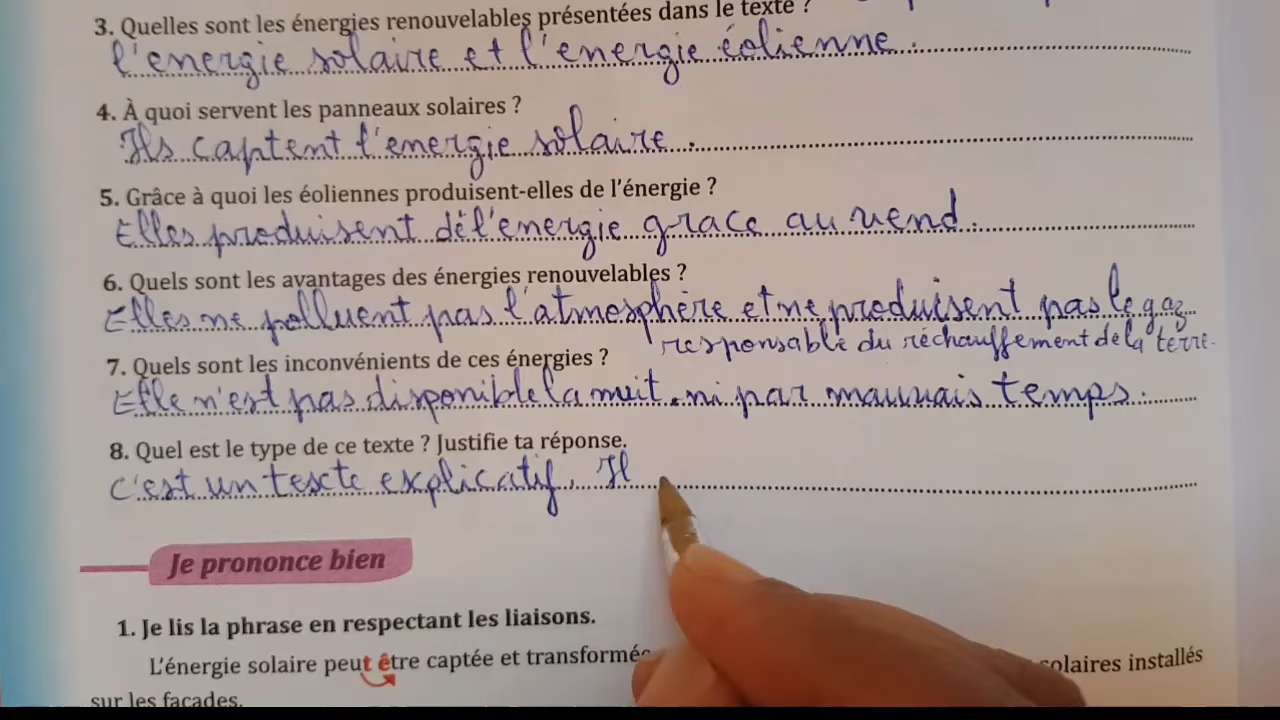 3. Quelles sont les énergies renouvelables présentées dans le texte ?
l'energie solaire et l'energie éolienne.
4. À quoi servent les panneaux solaires ?
Ils captent l'energie solaire.
5. Grâce à quoi les éoliennes produisent-elles de l'énergie ?
Elles produisent de l'energie grace au vend.
6. Quels sont les avantages des énergies renouvelables ?
Elles ne polluent pas l'atmosphère et ne produisent pas le gaz
responsable du réchauffement de la terre.
7. Quels sont les inconvénients de ces énergies ?
Elle n'est pas disponible la nuit, ni par mauvais temps.
8. Quel est le type de ce texte ? Justifie ta réponse.
C'est un texte explicatif, Il
Je prononce bien
1. Je lis la phrase en respectant les liaisons.
L'énergie solaire peut être captée et transformée solaires installés
sur les façades.